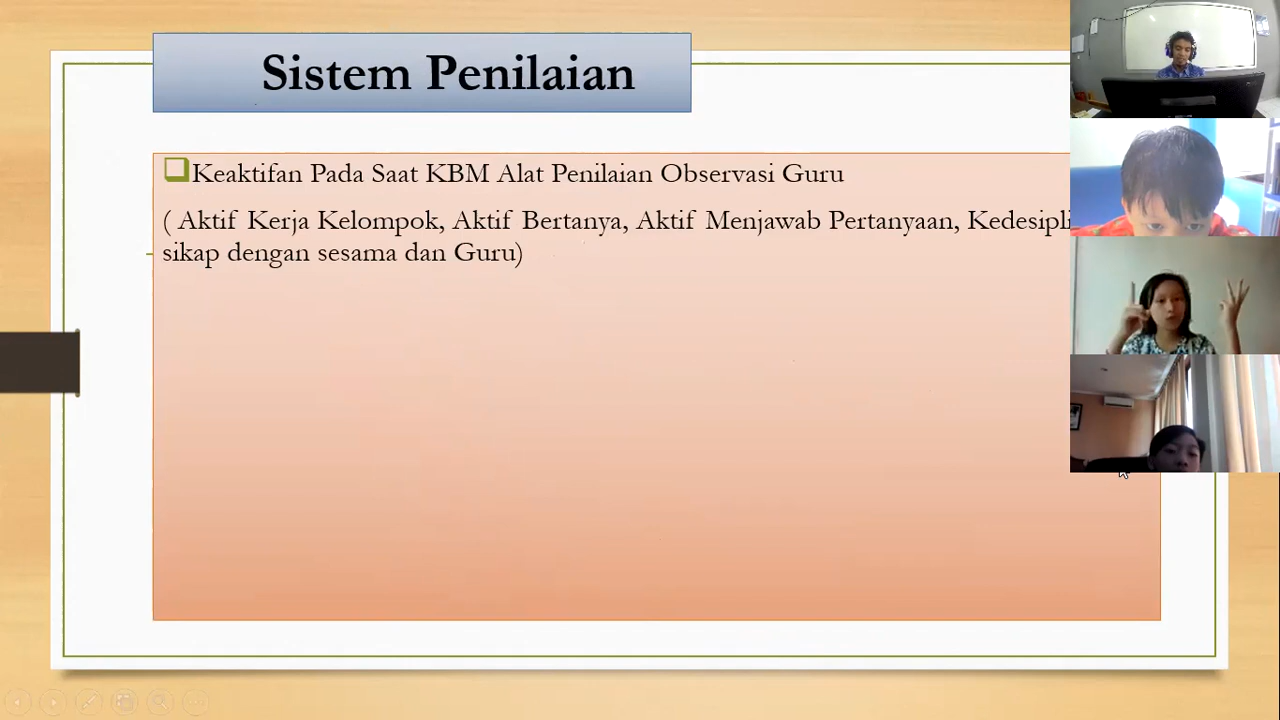 Sistem Penilaian
Keaktifan Pada Saat KBM Alat Penilaian Observasi Guru
( Aktif Kerja Kelompok, Aktif Bertanya, Aktif Menjawab Pertanyaan,
sikap dengan sesama dan Guru)